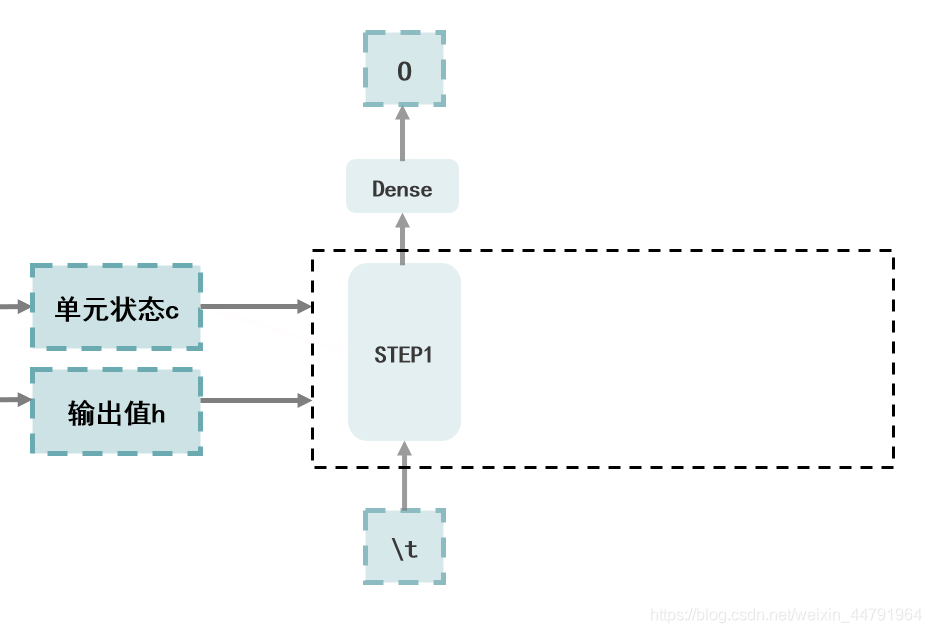 0
Dense
单元状态c
STEP1
输出值h
\t
https://blog.csdn.net/weixin_44791964